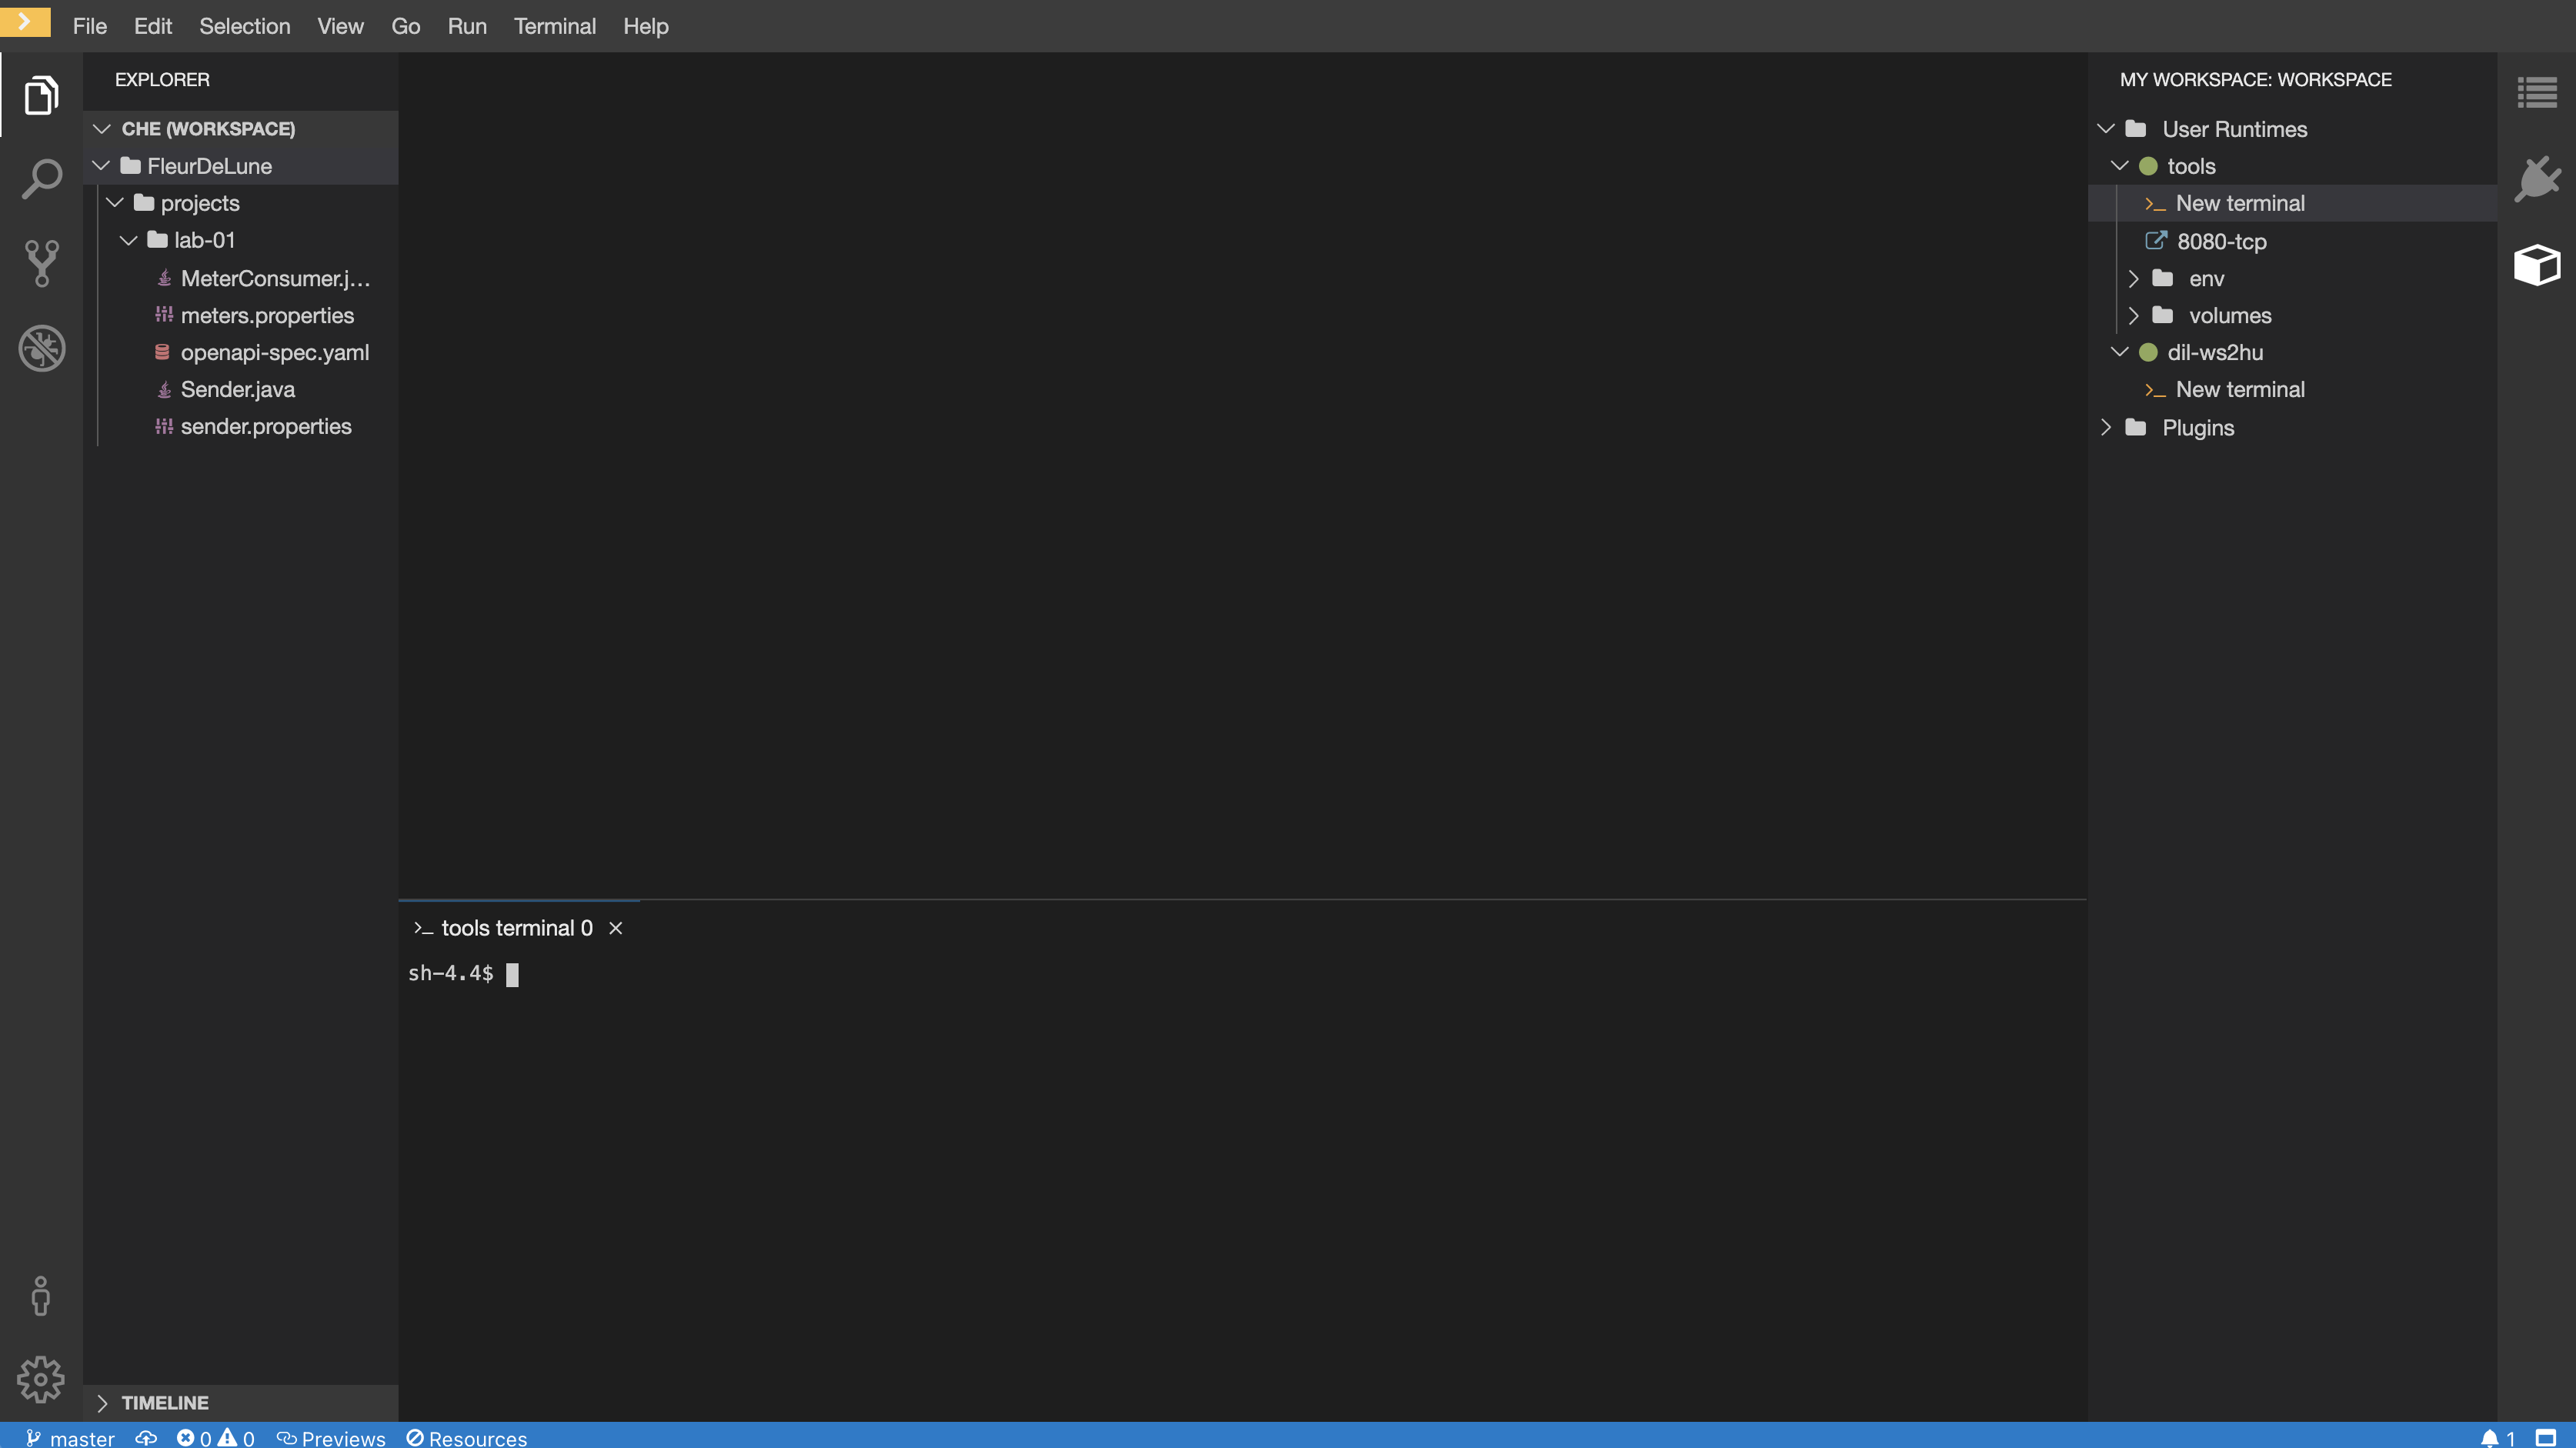 File Edit Selection View Go Run Terminal Help
EXPLORER
CHE (WORKSPACE)
FleurDeLune
projects
lab-01
MeterConsumer.j...
meters.properties
openapi-spec.yaml
Sender.java
sender.properties
TIMELINE
>_ tools terminal 0 ×
sh-4.4$
MY WORKSPACE: WORKSPACE
User Runtimes
tools
>_ New terminal
8080-tcp
env
volumes
dil-ws2hu
>_ New terminal
Plugins
master 0 0 Previews Resources 1